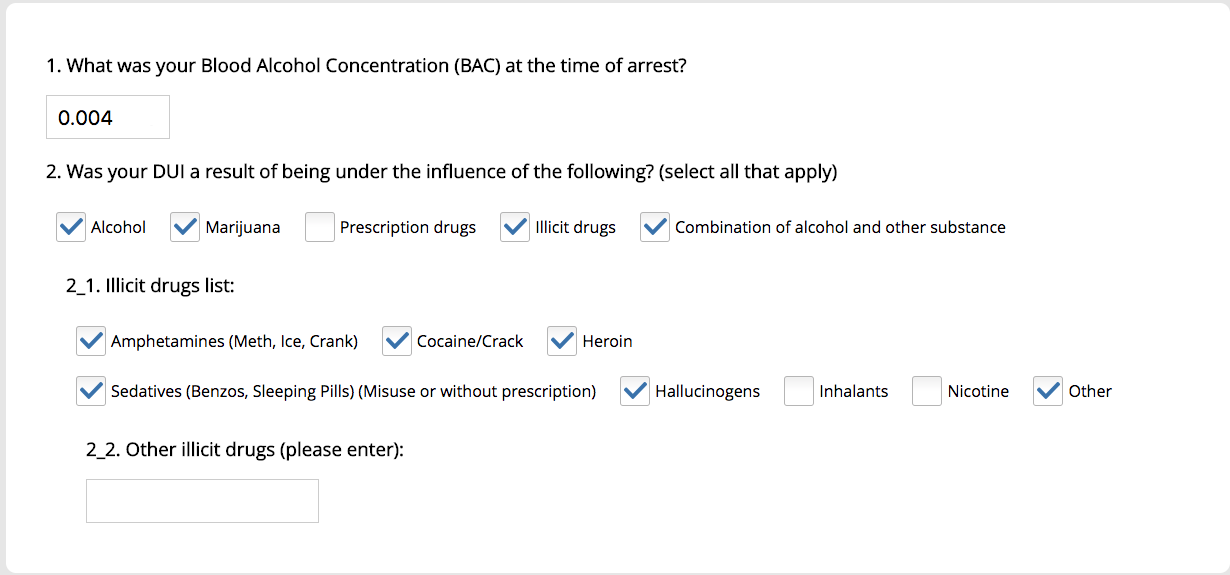 1. What was your Blood Alcohol Concentration (BAC) at the time of arrest?
0.004
2. Was your DUI a result of being under the influence of the following? (select all that apply)
Alcohol Marijuana Prescription drugs Illicit drugs Combination of alcohol and other substance
2_1. Illicit drugs list:
Amphetamines (Meth, Ice, Crank) Cocaine/Crack Heroin
Sedatives (Benzos, Sleeping Pills) (Misuse or without prescription) Hallucinogens Inhalants Nicotine Other
2_2. Other illicit drugs (please enter):